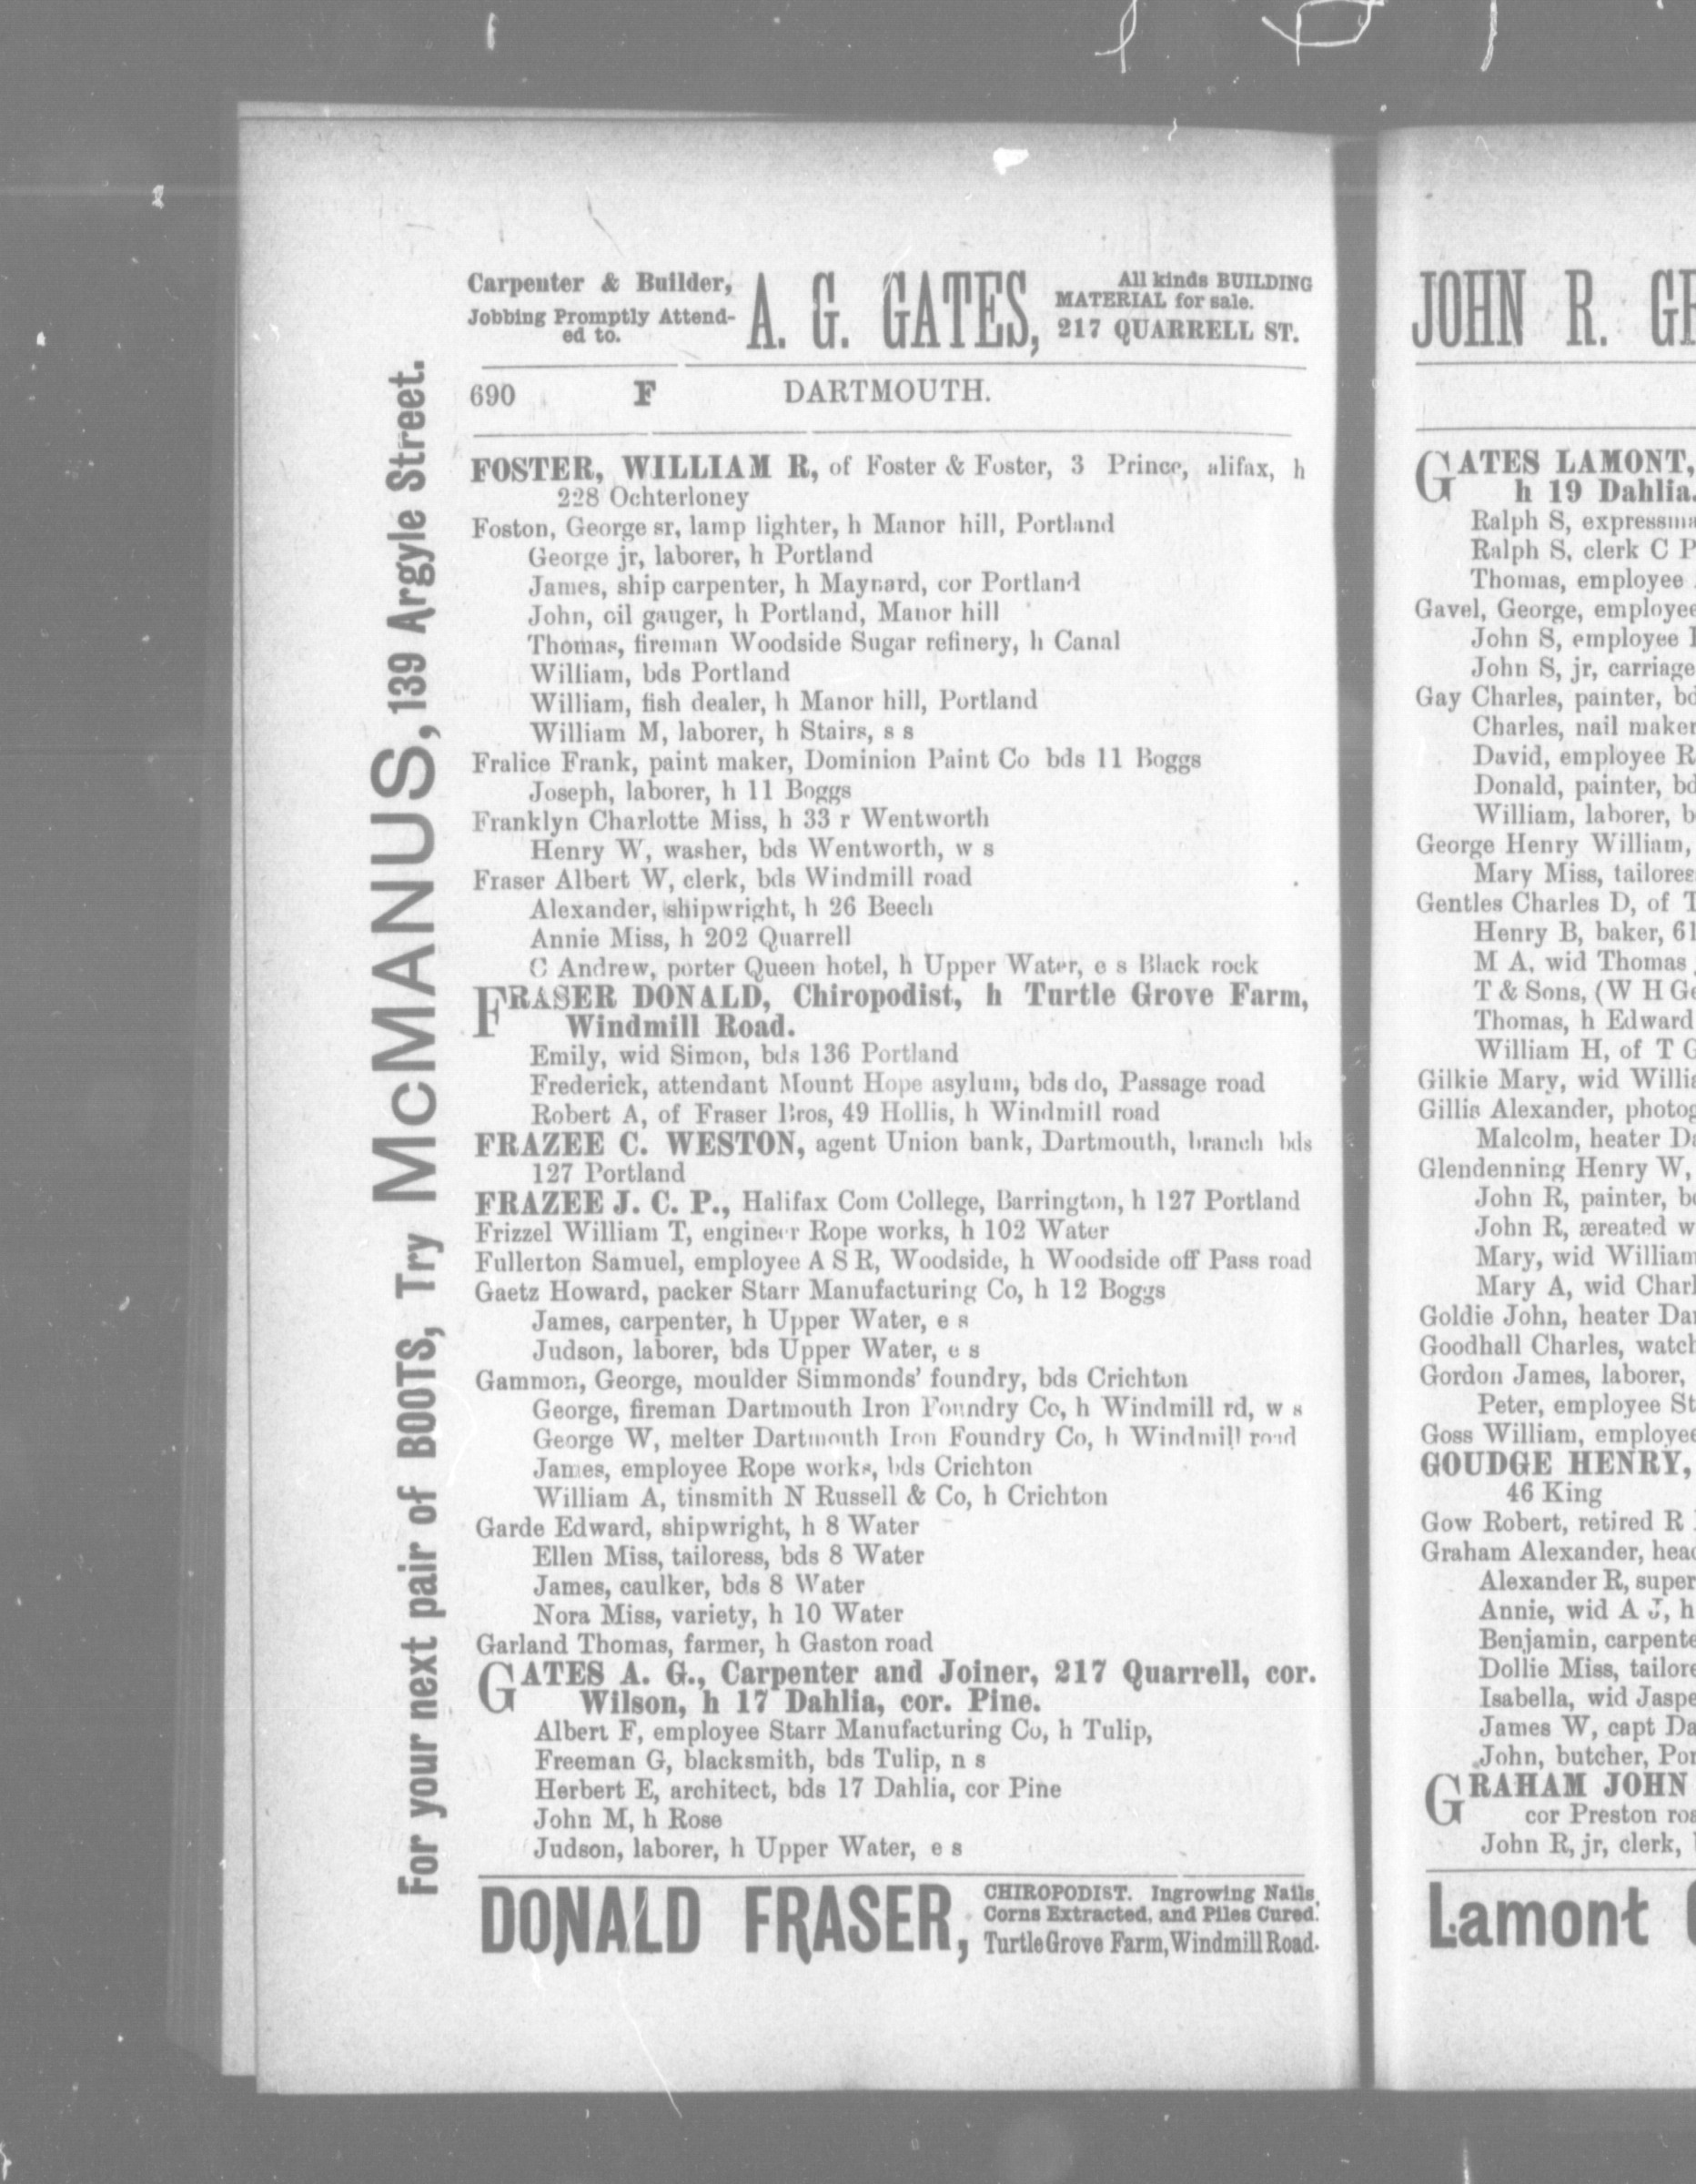 Carpenter & Builder,
Jobbing Promptly Attend-
ed to.
A. G. GATES,
All kinds BUILDING
MATERIAL for sale.
217 QUARRELL ST.
690 F DARTMOUTH.
For your next pair of BOOTS, Try McMANUS, 139 Argyle Street.
FOSTER, WILLIAM R, of Foster & Foster, 3 Prince, alifax, h
228 Ochterloney
Foston, George sr, lamp lighter, h Manor hill, Portland
George jr, laborer, h Portland
James, ship carpenter, h Maynard, cor Portland
John, oil gauger, h Portland, Manor hill
Thomas, fireman Woodside Sugar refinery, h Canal
William, bds Portland
William, fish dealer, h Manor hill, Portland
William M, laborer, h Stairs, s s
Fralice Frank, paint maker, Dominion Paint Co bds 11 Boggs
Joseph, laborer, h 11 Boggs
Franklyn Charlotte Miss, h 33 r Wentworth
Henry W, washer, bds Wentworth, w s
Fraser Albert W, clerk, bds Windmill road
Alexander, shipwright, h 26 Beech
Annie Miss, h 202 Quarrell
C Andrew, porter Queen hotel, h Upper Water, e s Black rock
FRASER DONALD, Chiropodist, h Turtle Grove Farm,
Windmill Road.
Emily, wid Simon, bds 136 Portland
Frederick, attendant Mount Hope asylum, bds do, Passage road
Robert A, of Fraser Bros, 49 Hollis, h Windmill road
FRAZEE C. WESTON, agent Union bank, Dartmouth, branch bds
127 Portland
FRAZEE J. C. P., Halifax Com College, Barrington, h 127 Portland
Frizzel William T, engineer Rope works, h 102 Water
Fullerton Samuel, employee A S R, Woodside, h Woodside off Pass road
Gaetz Howard, packer Starr Manufacturing Co, h 12 Boggs
James, carpenter, h Upper Water, e s
Judson, laborer, bds Upper Water, e s
Gammon, George, moulder Simmonds' foundry, bds Crichton
George, fireman Dartmouth Iron Foundry Co, h Windmill rd, w s
George W, melter Dartmouth Iron Foundry Co, h Windmill road
James, employee Rope works, bds Crichton
William A, tinsmith N Russell & Co, h Crichton
Garde Edward, shipwright, h 8 Water
Ellen Miss, tailoress, bds 8 Water
James, caulker, bds 8 Water
Nora Miss, variety, h 10 Water
Garland Thomas, farmer, h Gaston road
GATES A. G., Carpenter and Joiner, 217 Quarrell, cor.
Wilson, h 17 Dahlia, cor. Pine.
Albert F, employee Starr Manufacturing Co, h Tulip,
Freeman G, blacksmith, bds Tulip, n s
Herbert E, architect, bds 17 Dahlia, cor Pine
John M, h Rose
Judson, laborer, h Upper Water, e s
DONALD FRASER,
CHIROPODIST. Ingrowing Nails,
Corns Extracted, and Piles Cured.
Turtle Grove Farm, Windmill Road.
JOHN R.
GATES LAMONT,
h 19 Dahlia.
Ralph S,
Ralph S, clerk C
Thomas, employee
Gavel, George, employee
John S, employee
John S, jr, carriage
Gay Charles, painter,
Charles, nail maker
David, employee
Donald, painter,
William, laborer,
George Henry William,
Mary Miss,
Gentles Charles D, of
Henry B, baker, 61
M A, wid Thomas
T & Sons, (W H
Thomas, h Edward
William H, of T
Gilkie Mary, wid
Gillis Alexander,
Malcolm, heater
Glendenning Henry W,
John R, painter,
John R, æreated
Mary, wid William
Mary A, wid
Goldie John, heater
Goodhall Charles,
Gordon James, laborer,
Peter, employee
Goss William, employee
GOUDGE HENRY,
46 King
Gow Robert, retired R
Graham Alexander,
Alexander R,
Annie, wid A J, h
Benjamin,
Dollie Miss,
Isabella, wid
James W, capt
John, butcher,
GRAHAM JOHN
cor Preston
John R, jr, clerk,
Lamont